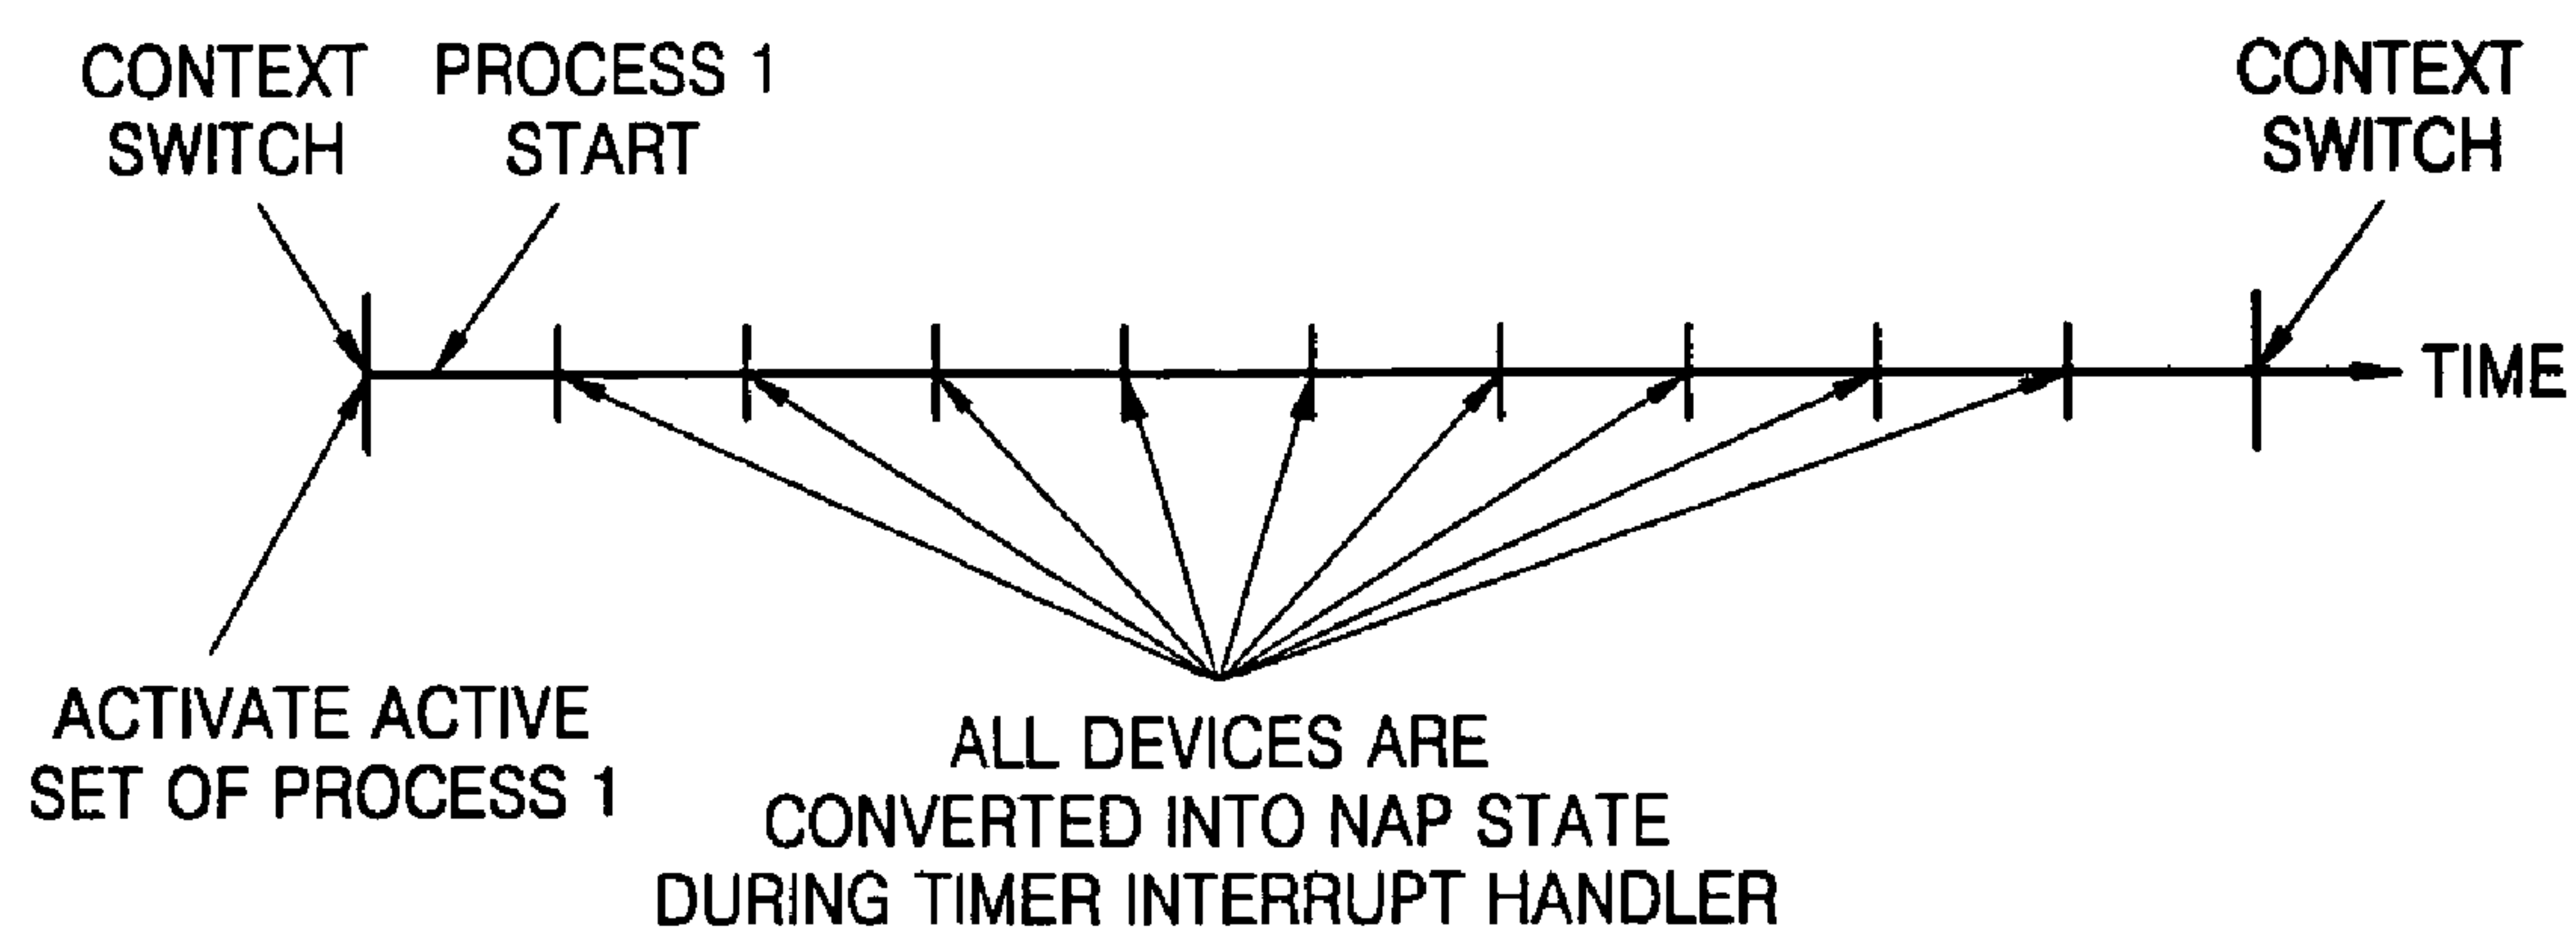 CONTEXT
SWITCH
PROCESS 1
START
CONTEXT
SWITCH
TIME
ACTIVATE ACTIVE
SET OF PROCESS 1
ALL DEVICES ARE
CONVERTED INTO NAP STATE
DURING TIMER INTERRUPT HANDLER